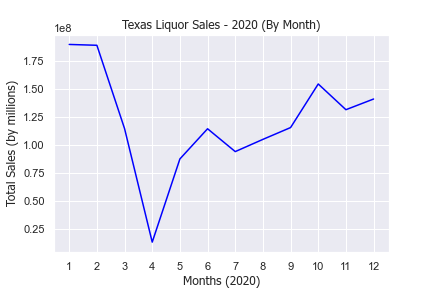 Texas Liquor Sales - 2020 (By Month)
1e8
1.75
1.50
1.25
1.00
0.75
0.50
0.25
Total Sales (by millions)
1 2 3 4 5 6 7 8 9 10 11 12
Months (2020)